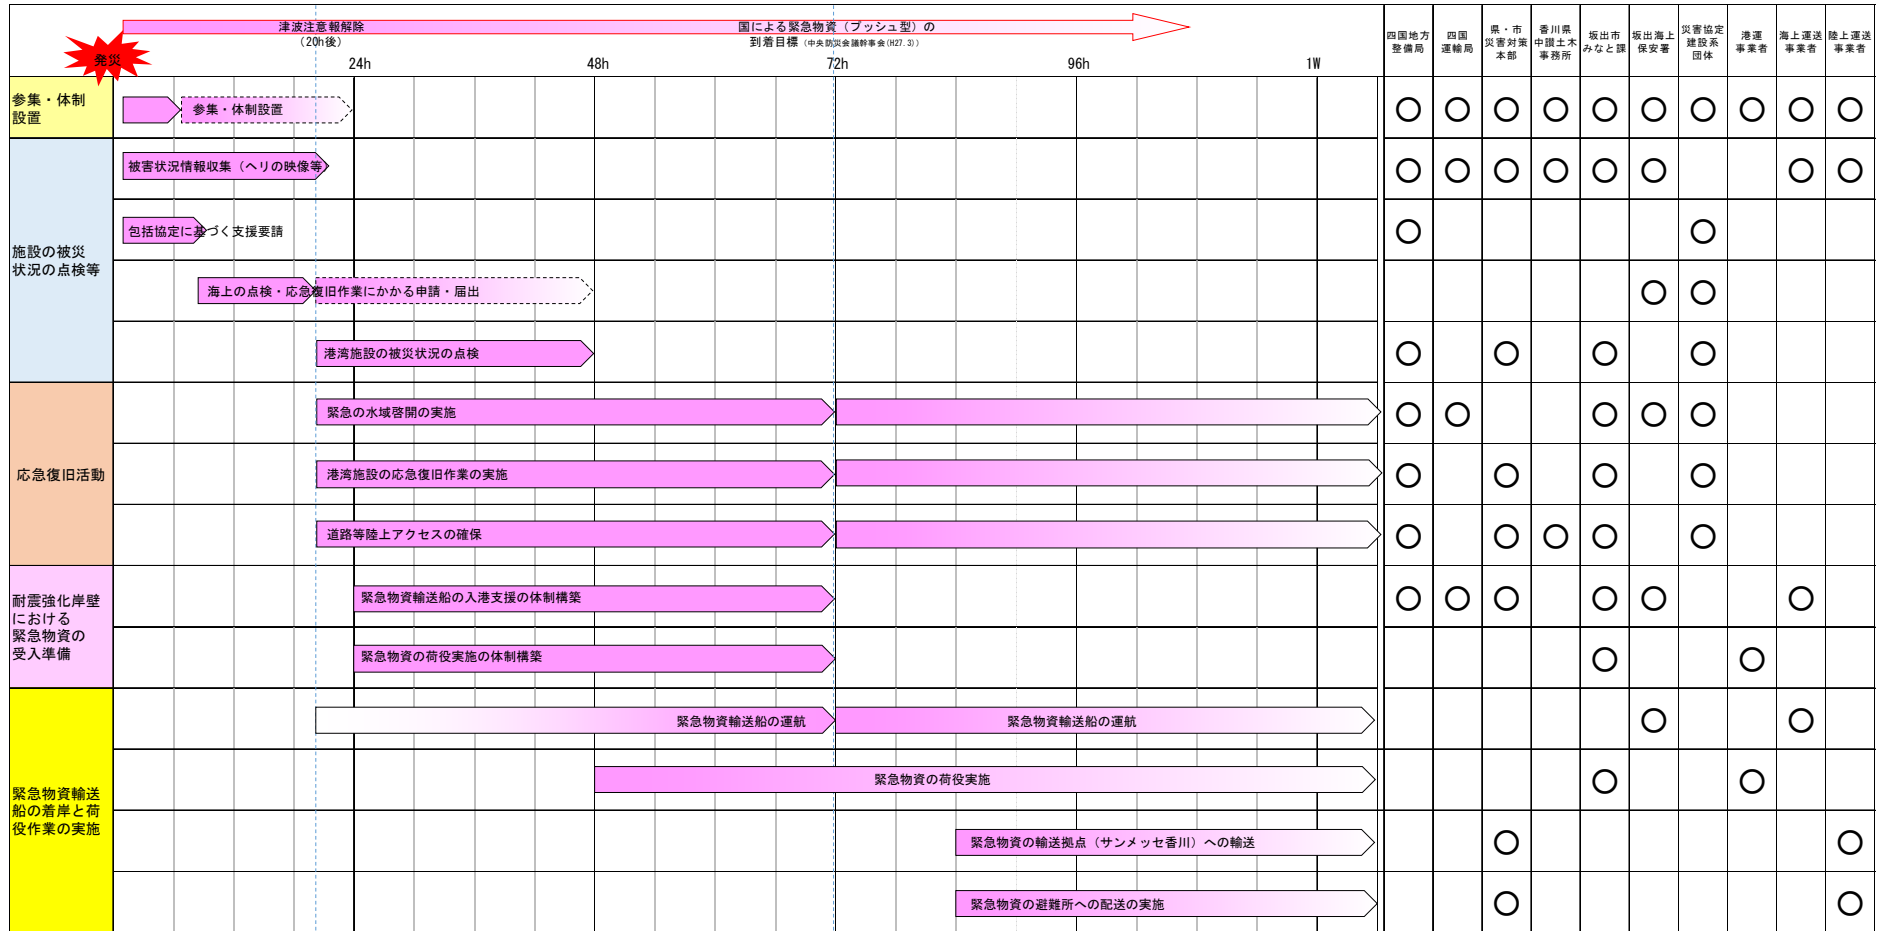 津波注意報解除
(20h後)
国による緊急物資（プッシュ型）の
到着目標（中央防災会議幹事会(H27.3)）
発災
24h
48h
72h
96h
1W
四国地方
整備局
四国
運輸局
県・市
災害対策
本部
香川県
中讃土木
事務所
坂出市
みなと課
坂出海上
保安署
災害協定
建設系
団体
港運
事業者
海上運送
事業者
陸上運送
事業者
参集・体制
設置
参集・体制設置
○ ○ ○ ○ ○ ○ ○ ○ ○ ○
施設の被災
状況の点検等
被害状況情報収集（ヘリの映像等）
○ ○ ○ ○ ○ ○ ○ ○
包括協定に基づく支援要請
○ ○
海上の点検・応急復旧作業にかかる申請・届出
○ ○
港湾施設の被災状況の点検
○ ○ ○ ○
応急復旧活動
緊急の水域啓開の実施
○ ○ ○ ○ ○
港湾施設の応急復旧作業の実施
○ ○ ○ ○
道路等陸上アクセスの確保
○ ○ ○ ○ ○
耐震強化岸壁
における
緊急物資の
受入準備
緊急物資輸送船の入港支援の体制構築
○ ○ ○ ○ ○ ○
緊急物資の荷役実施の体制構築
○ ○
緊急物資輸送
船の着岸と荷
役作業の実施
緊急物資輸送船の運航
緊急物資輸送船の運航
○ ○
緊急物資の荷役実施
○ ○
緊急物資の輸送拠点（サンメッセ香川）への輸送
○ ○
緊急物資の避難所への配送の実施
○ ○